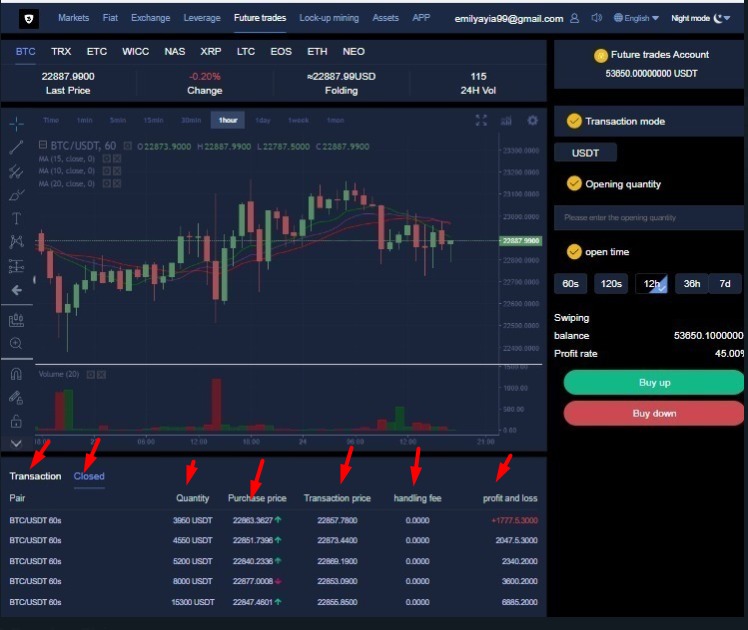 Markets Fiat Exchange Leverage Future trades Lock-up mining Assets APP emilyayia99@gmail.com English Night mode
BTC TRX ETC WICC NAS XRP LTC EOS ETH NEO
22887.9900 -0.20% ≈22887.99USD 115
Last Price Change Folding 24H Vol
Future trades Account
53650.00000000 USDT
Time 1min 5min 15min 30min 1hour 1day 1week 1mon
BTC/USDT, 60 O 22873.9000 H 22887.9900 L 22787.5000 C 22887.9900
MA (15, close, 0)
MA (10, close, 0)
MA (20, close, 0)
23300.0000
23200.0000
23100.0000
23000.0000
22887.9900
22800.0000
22700.0000
22600.0000
22500.0000
22400.0000
Volume (20)
1500.00
1000.00
500.00
0.00
18:00 06:00 12:00 18:00 24 06:00 12:00 21:00
Transaction mode
USDT
Opening quantity
Please enter the opening quantity
open time
60s 120s 12h 36h 7d
Swiping
balance 53650.1000000
Profit rate 45.00%
Buy up
Buy down
Transaction Closed
Pair Quantity Purchase price Transaction price handling fee profit and loss
BTC/USDT 60s 3950 USDT 22863.3627 22857.7800 0.0000 +1777.5.3000
BTC/USDT 60s 4550 USDT 22851.7396 22873.4400 0.0000 2047.5.3000
BTC/USDT 60s 5200 USDT 22840.2336 22869.1900 0.0000 2340.2000
BTC/USDT 60s 8000 USDT 22877.0008 22853.0900 0.0000 3600.2000
BTC/USDT 60s 15300 USDT 22847.4601 22855.8500 0.0000 6885.2000